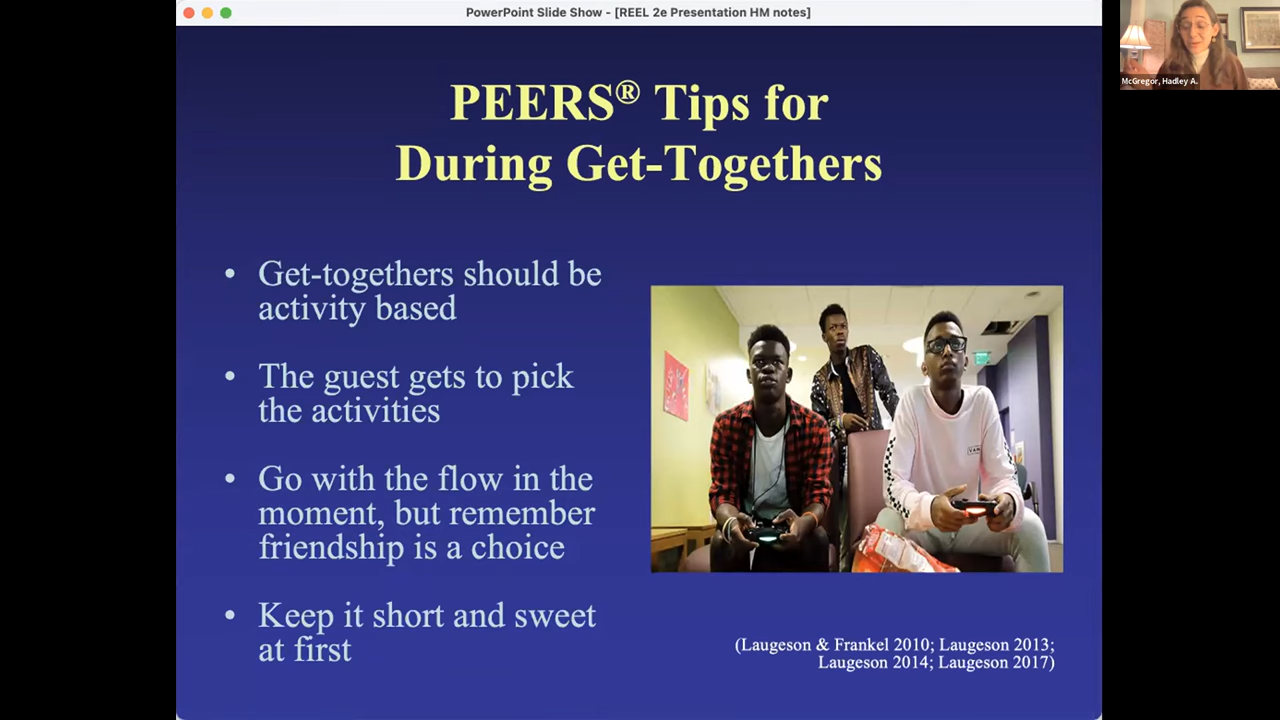 PowerPoint Slide Show - [REEL 2e Presentation HM notes]
McGregor, Hadley A.
PEERS® Tips for
During Get-Togethers
• Get-togethers should be
activity based
• The guest gets to pick
the activities
• Go with the flow in the
moment, but remember
friendship is a choice
• Keep it short and sweet
at first
VANS
(Laugeson & Frankel 2010; Laugeson 2013;
Laugeson 2014; Laugeson 2017)